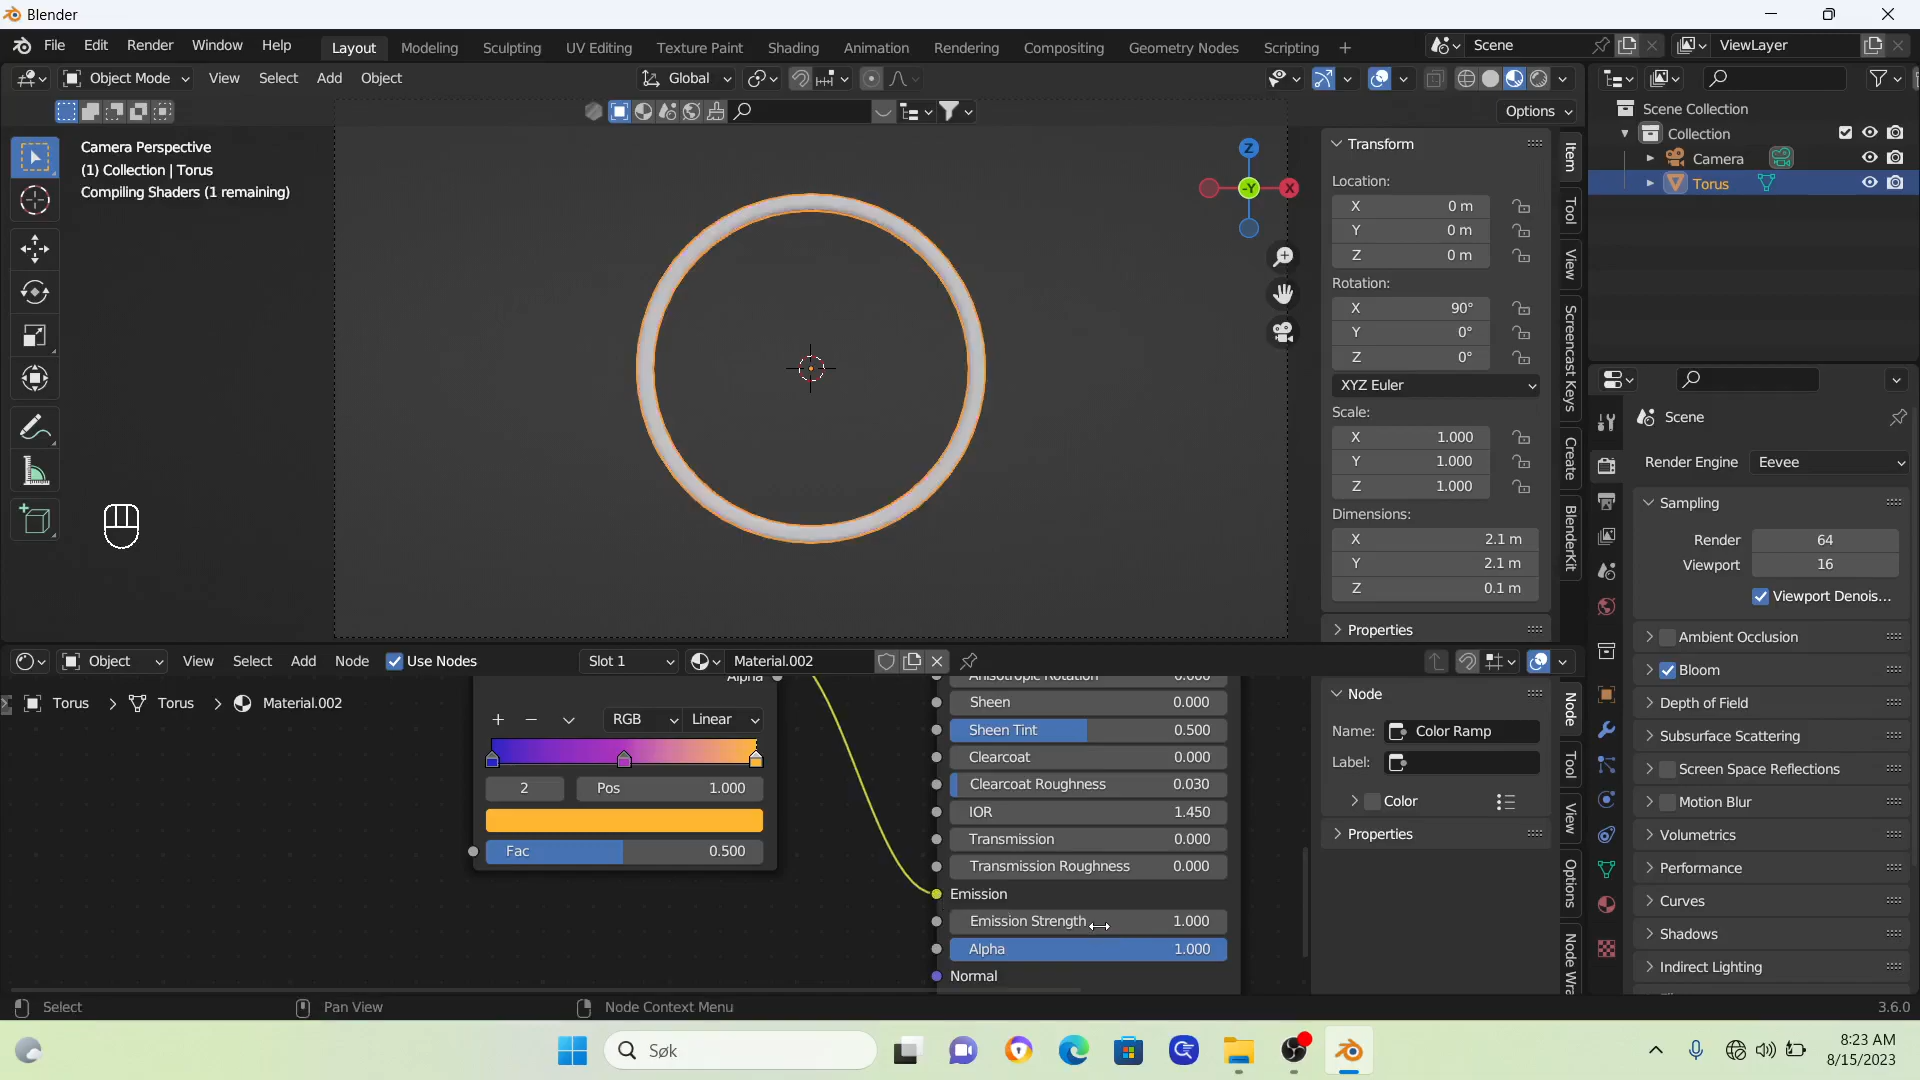 Blender
File Edit Render Window Help
Layout Modeling Sculpting UV Editing Texture Paint Shading Animation Rendering Compositing Geometry Nodes Scripting +
Scene
ViewLayer
Object Mode View Select Add Object
Global
Options
Camera Perspective
(1) Collection | Torus
Compiling Shaders (1 remaining)
Z
-Y
X
Transform
Location:
X 0 m
Y 0 m
Z 0 m
Rotation:
X 90°
Y 0°
Z 0°
XYZ Euler
Scale:
X 1.000
Y 1.000
Z 1.000
Dimensions:
X 2.1 m
Y 2.1 m
Z 0.1 m
Properties
Item
Tool
View
Screencast Keys
Create
BlenderKit
Scene Collection
Collection
Camera
Torus
Scene
Render Engine Eevee
Sampling
Render 64
Viewport 16
Viewport Denois...
Ambient Occlusion
Bloom
Depth of Field
Subsurface Scattering
Screen Space Reflections
Motion Blur
Volumetrics
Performance
Curves
Shadows
Indirect Lighting
Object View Select Add Node Use Nodes Slot 1 Material.002
Torus > Torus > Material.002
Alpha
RGB Linear
2 Pos 1.000
Fac 0.500
Anisotropic Rotation 0.000
Sheen 0.000
Sheen Tint 0.500
Clearcoat 0.000
Clearcoat Roughness 0.030
IOR 1.450
Transmission 0.000
Transmission Roughness 0.000
Emission
Emission Strength 1.000
Alpha 1.000
Normal
Node
Name: Color Ramp
Label:
Color
Properties
Node
Tool
View
Options
Node Wra
Select
Pan View
Node Context Menu
3.6.0
Søk
8:23 AM
8/15/2023